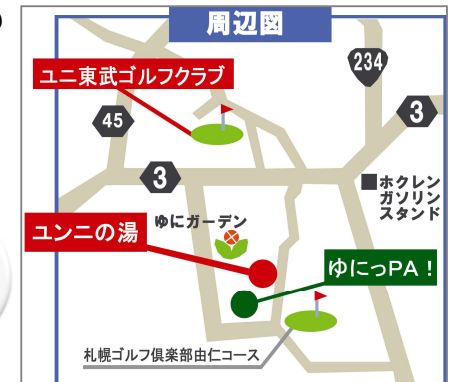 周辺図
ユニ東武ゴルフクラブ
234
45
3
3
ホクレン
ガソリン
スタンド
ゆにガーデン
ユンニの湯
ゆにっPA！
札幌ゴルフ倶楽部由仁コース